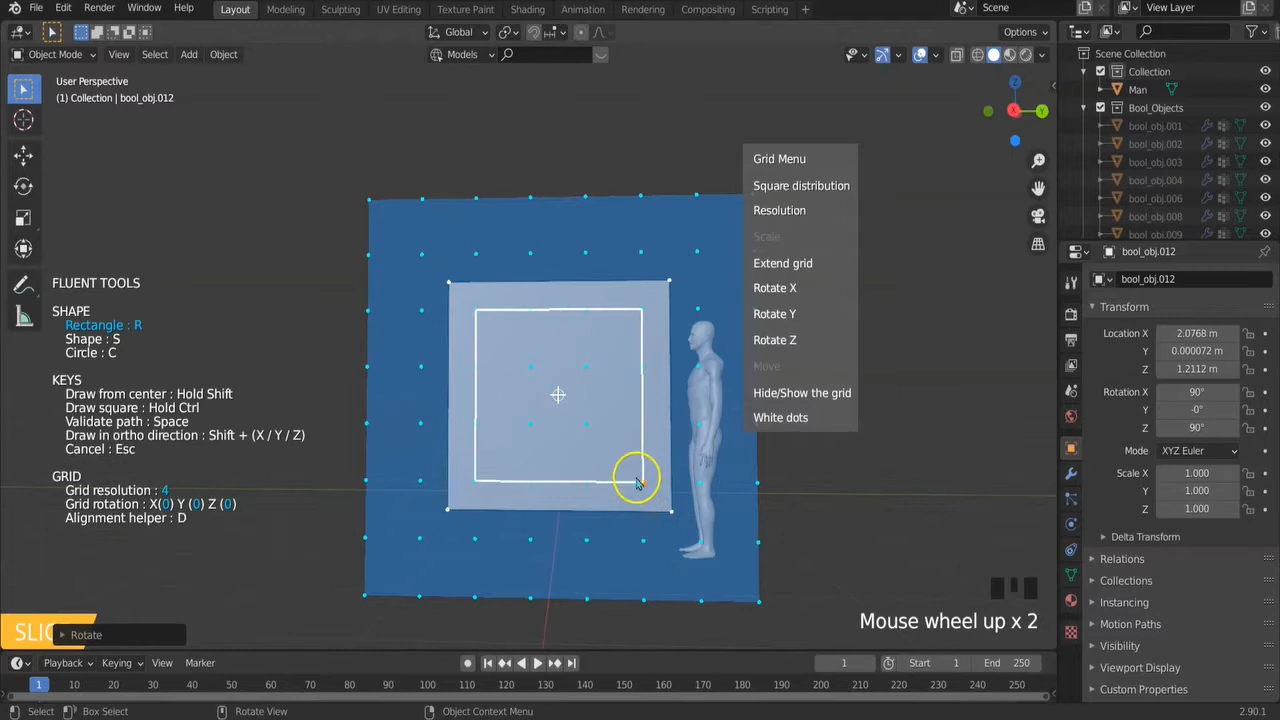 File Edit Render Window Help Layout Modeling Sculpting UV Editing Texture Paint Shading Animation Rendering Compositing Scripting + Scene View Layer
Global Options
Object Mode View Select Add Object Models
User Perspective
(1) Collection | bool_obj.012
Scene Collection
Collection
Man
Bool_Objects
bool_obj.001
bool_obj.002
bool_obj.003
bool_obj.004
bool_obj.006
bool_obj.008
bool_obj.009
Z
X
Y
Grid Menu
Square distribution
Resolution
Scale
Extend grid
Rotate X
Rotate Y
Rotate Z
Move
Hide/Show the grid
White dots
FLUENT TOOLS
SHAPE
Rectangle : R
Shape : S
Circle : C
KEYS
Draw from center : Hold Shift
Draw square : Hold Ctrl
Validate path : Space
Draw in ortho direction : Shift + (X / Y / Z)
Cancel : Esc
GRID
Grid resolution : 4
Grid rotation : X(0) Y (0) Z (0)
Alignment helper : D
bool_obj.012
bool_obj.012
Transform
Location X 2.0768 m
Y 0.000072 m
Z 1.2112 m
Rotation X 90°
Y -0°
Z 90°
Mode XYZ Euler
Scale X 1.000
Y 1.000
Z 1.000
Delta Transform
Relations
Collections
Instancing
Motion Paths
Visibility
Viewport Display
Custom Properties
Mouse wheel up x 2
Rotate
Playback Keying View Marker 1 Start 1 End 250
1 10 20 30 40 50 60 70 80 90 100 110 120 130 140 150 160 170 180 190 200 210 220 230 240 250
Select Box Select Rotate View Object Context Menu 2.90.1